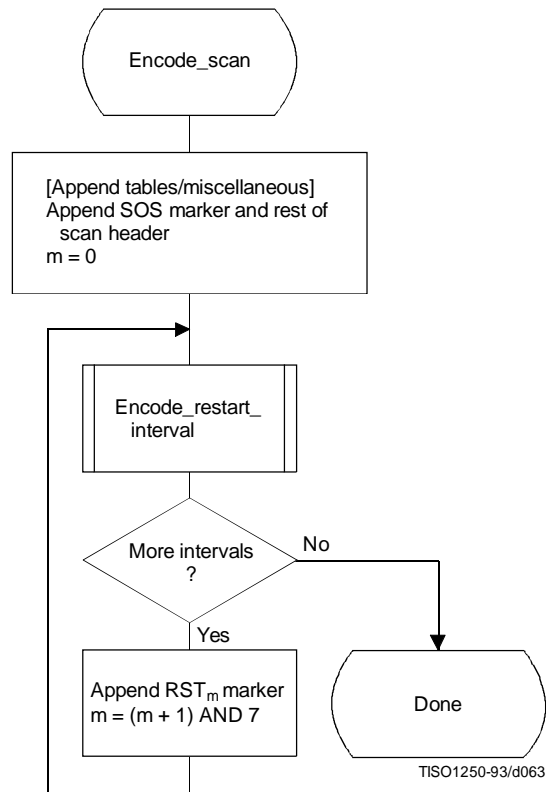 Encode_scan
[Append tables/miscellaneous]
Append SOS marker and rest of
scan header
m = 0
Encode_restart_
interval
More intervals
?
No
Yes
Append RSTₘ marker
m = (m + 1) AND 7
Done
TISO1250-93/d063